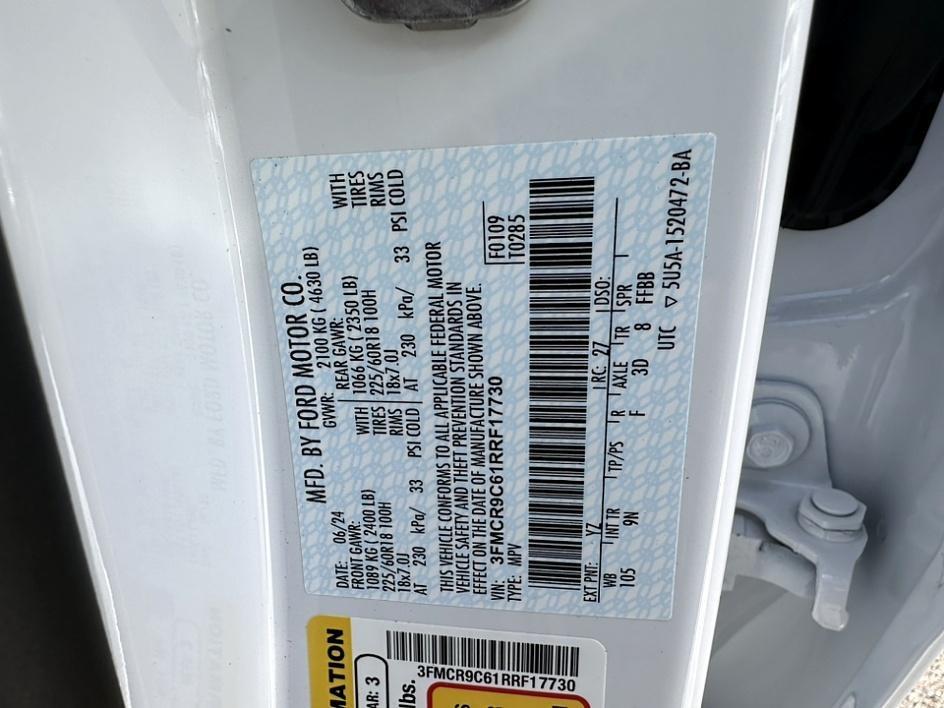 MFD. BY FORD MOTOR CO.
DATE: 06/24 GVWR: 2100 KG ( 4630 LB)
FRONT GAWR: REAR GAWR:
1089 KG ( 2400 LB) WITH 1066 KG ( 2350 LB) WITH
225/60R18 100H TIRES 225/60R18 100H TIRES
18x7.0J RIMS 18x7.0J RIMS
AT 230 kPa/ 33 PSI COLD AT 230 kPa/ 33 PSI COLD
THIS VEHICLE CONFORMS TO ALL APPLICABLE FEDERAL MOTOR
VEHICLE SAFETY AND THEFT PREVENTION STANDARDS IN
EFFECT ON THE DATE OF MANUFACTURE SHOWN ABOVE.
VIN: 3FMCR9C61RRF17730 F0109
TYPE: MPV T0285
EXT PNT: YZ RC: 27 DSO:
WB INT TR TP/PS R AXLE TR SPR
105 9N F 3D 8 FFBB
UTC ▽ 5U5A-1520472-BA
3FMCR9C61RRF17730